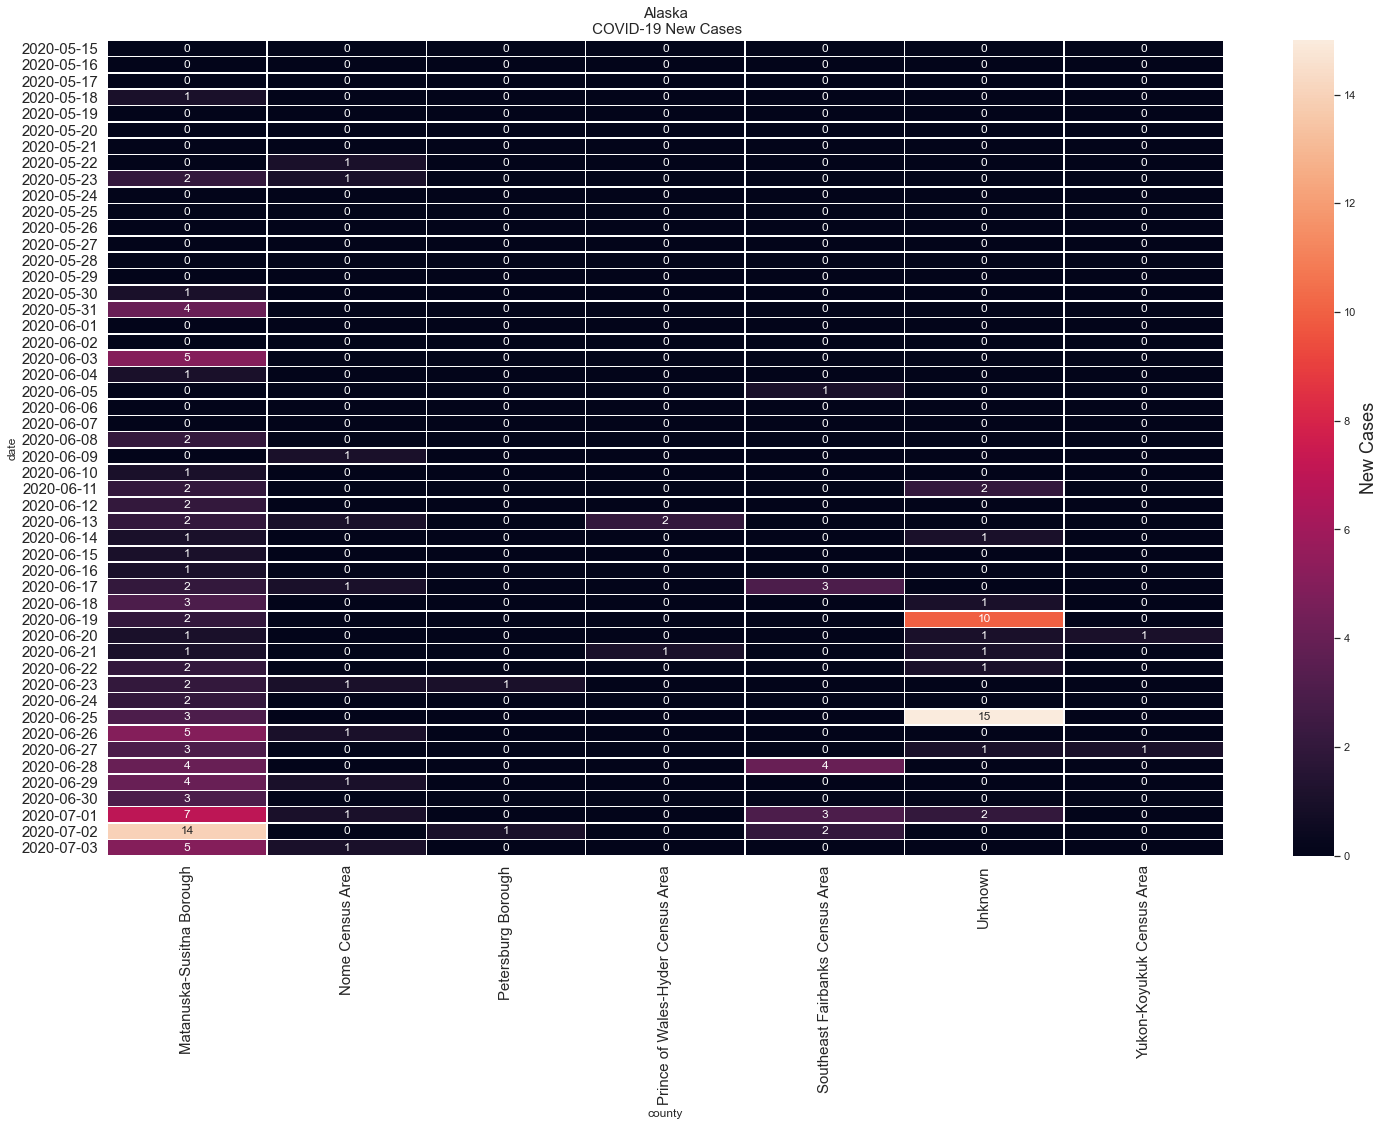 Alaska
COVID-19 New Cases
2020-05-15 0 0 0 0 0 0 0
2020-05-16 0 0 0 0 0 0 0
2020-05-17 0 0 0 0 0 0 0
2020-05-18 1 0 0 0 0 0 0
2020-05-19 0 0 0 0 0 0 0
2020-05-20 0 0 0 0 0 0 0
2020-05-21 0 0 0 0 0 0 0
2020-05-22 0 1 0 0 0 0 0
2020-05-23 2 1 0 0 0 0 0
2020-05-24 0 0 0 0 0 0 0
2020-05-25 0 0 0 0 0 0 0
2020-05-26 0 0 0 0 0 0 0
2020-05-27 0 0 0 0 0 0 0
2020-05-28 0 0 0 0 0 0 0
2020-05-29 0 0 0 0 0 0 0
2020-05-30 1 0 0 0 0 0 0
2020-05-31 4 0 0 0 0 0 0
2020-06-01 0 0 0 0 0 0 0
2020-06-02 0 0 0 0 0 0 0
2020-06-03 5 0 0 0 0 0 0
2020-06-04 1 0 0 0 0 0 0
2020-06-05 0 0 0 0 1 0 0
2020-06-06 0 0 0 0 0 0 0
2020-06-07 0 0 0 0 0 0 0
2020-06-08 2 0 0 0 0 0 0
2020-06-09 0 1 0 0 0 0 0
2020-06-10 1 0 0 0 0 0 0
2020-06-11 2 0 0 0 0 2 0
2020-06-12 2 0 0 0 0 0 0
2020-06-13 2 1 0 2 0 0 0
2020-06-14 1 0 0 0 0 1 0
2020-06-15 1 0 0 0 0 0 0
2020-06-16 1 0 0 0 0 0 0
2020-06-17 2 1 0 0 3 0 0
2020-06-18 3 0 0 0 0 1 0
2020-06-19 2 0 0 0 0 10 0
2020-06-20 1 0 0 0 0 1 1
2020-06-21 1 0 0 1 0 1 0
2020-06-22 2 0 0 0 0 1 0
2020-06-23 2 1 1 0 0 0 0
2020-06-24 2 0 0 0 0 0 0
2020-06-25 3 0 0 0 0 15 0
2020-06-26 5 1 0 0 0 0 0
2020-06-27 3 0 0 0 0 1 1
2020-06-28 4 0 0 0 4 0 0
2020-06-29 4 1 0 0 0 0 0
2020-06-30 3 0 0 0 0 0 0
2020-07-01 7 1 0 0 3 2 0
2020-07-02 14 0 1 0 2 0 0
2020-07-03 5 1 0 0 0 0 0
date
Matanuska-Susitna Borough
Nome Census Area
Petersburg Borough
Prince of Wales-Hyder Census Area
Southeast Fairbanks Census Area
Unknown
Yukon-Koyukuk Census Area
county
14
12
10
8
6
4
2
0
New Cases